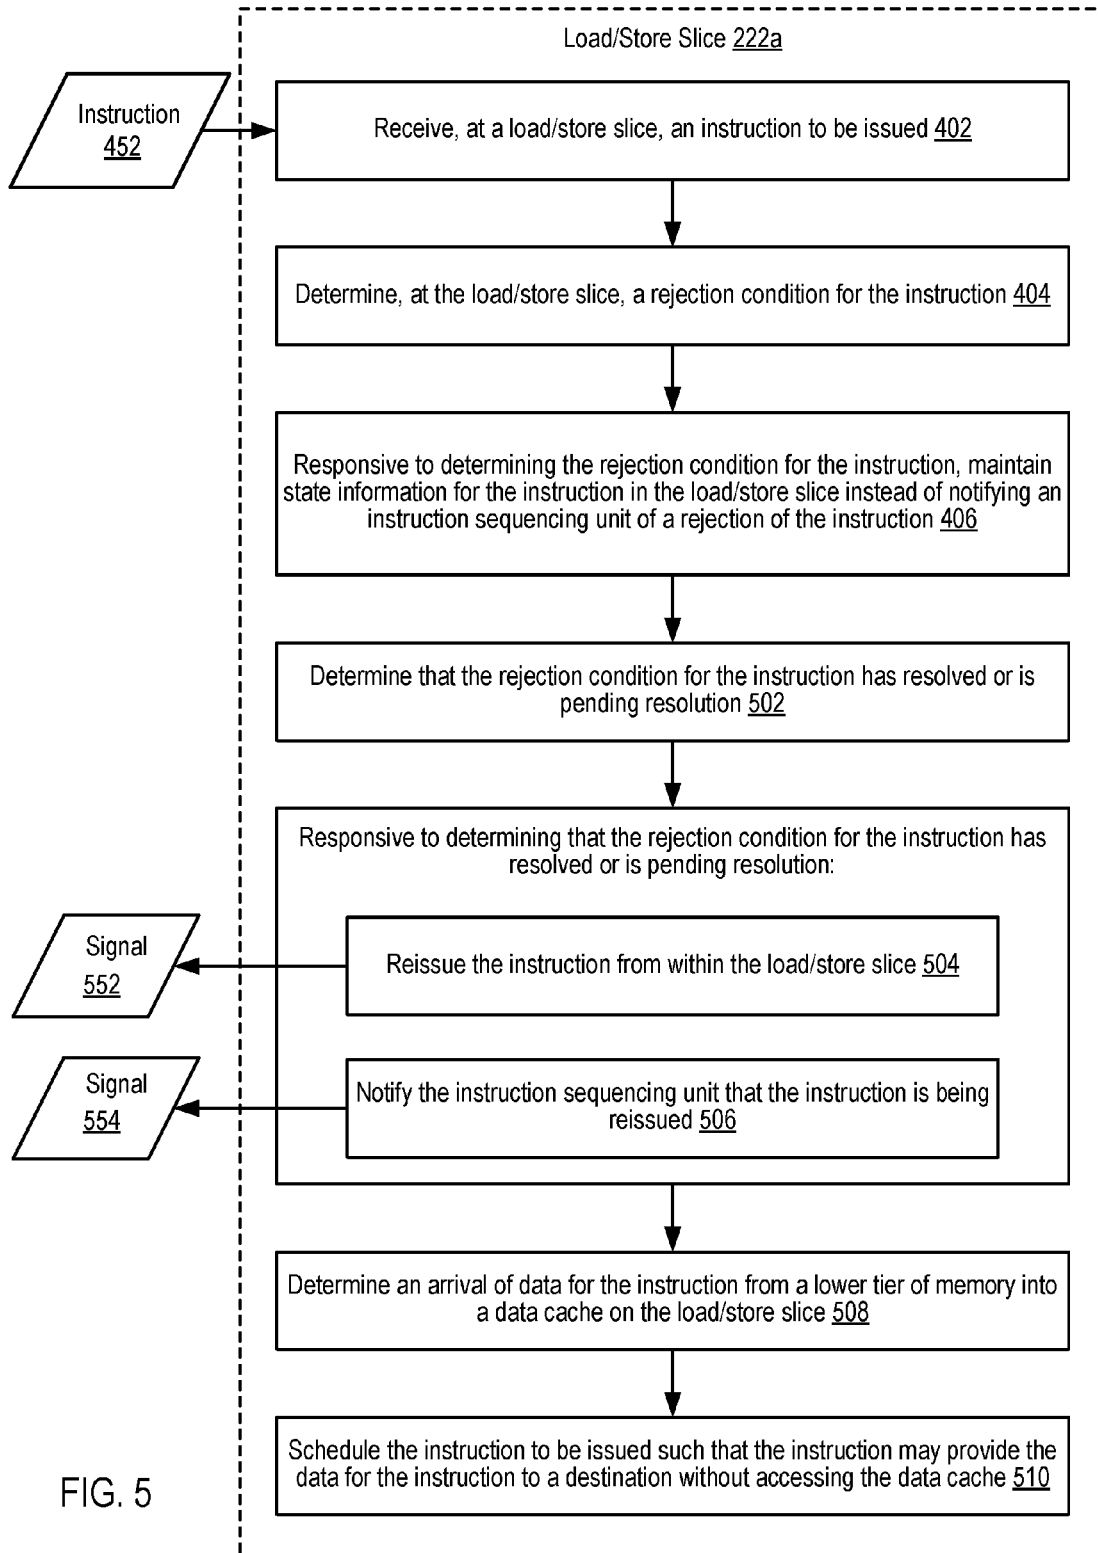 Load/Store Slice 222a
Instruction
452
Receive, at a load/store slice, an instruction to be issued 402
Determine, at the load/store slice, a rejection condition for the instruction 404
Responsive to determining the rejection condition for the instruction, maintain
state information for the instruction in the load/store slice instead of notifying an
instruction sequencing unit of a rejection of the instruction 406
Determine that the rejection condition for the instruction has resolved or is
pending resolution 502
Responsive to determining that the rejection condition for the instruction has
resolved or is pending resolution:
Signal
552
Reissue the instruction from within the load/store slice 504
Signal
554
Notify the instruction sequencing unit that the instruction is being
reissued 506
Determine an arrival of data for the instruction from a lower tier of memory into
a data cache on the load/store slice 508
Schedule the instruction to be issued such that the instruction may provide the
data for the instruction to a destination without accessing the data cache 510
FIG. 5